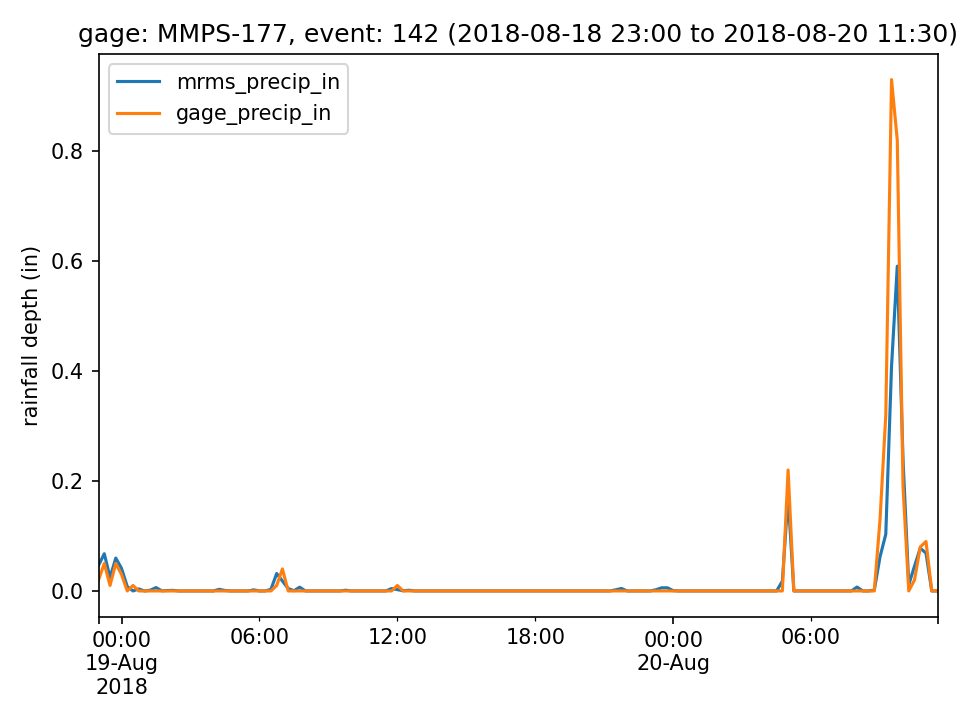 gage: MMPS-177, event: 142 (2018-08-18 23:00 to 2018-08-20 11:30)
mrms_precip_in
gage_precip_in
rainfall depth (in)
0.8
0.6
0.4
0.2
0.0
00:00 06:00 12:00 18:00 00:00 06:00
19-Aug 20-Aug
2018